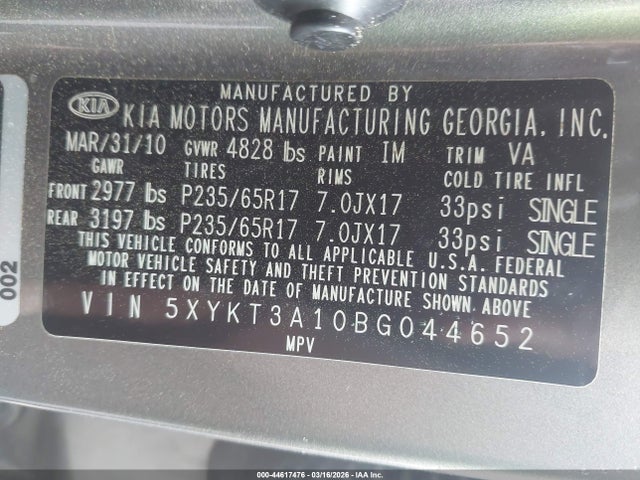 MANUFACTURED BY
KIA KIA MOTORS MANUFACTURING GEORGIA, INC.
MAR/31/10 GVWR 4828 lbs PAINT IM TRIM VA
GAWR TIRES RIMS COLD TIRE INFL
FRONT 2977 lbs P235/65R17 7.0JX17 33psi SINGLE
REAR 3197 lbs P235/65R17 7.0JX17 33psi SINGLE
THIS VEHICLE CONFORMS TO ALL APPLICABLE U.S.A. FEDERAL
MOTOR VEHICLE SAFETY AND THEFT PREVENTION STANDARDS
IN EFFECT ON THE DATE OF MANUFACTURE SHOWN ABOVE
VIN 5XYKT3A10BG044652
MPV
002
000-44617476 | 03/16/2026 - IAA